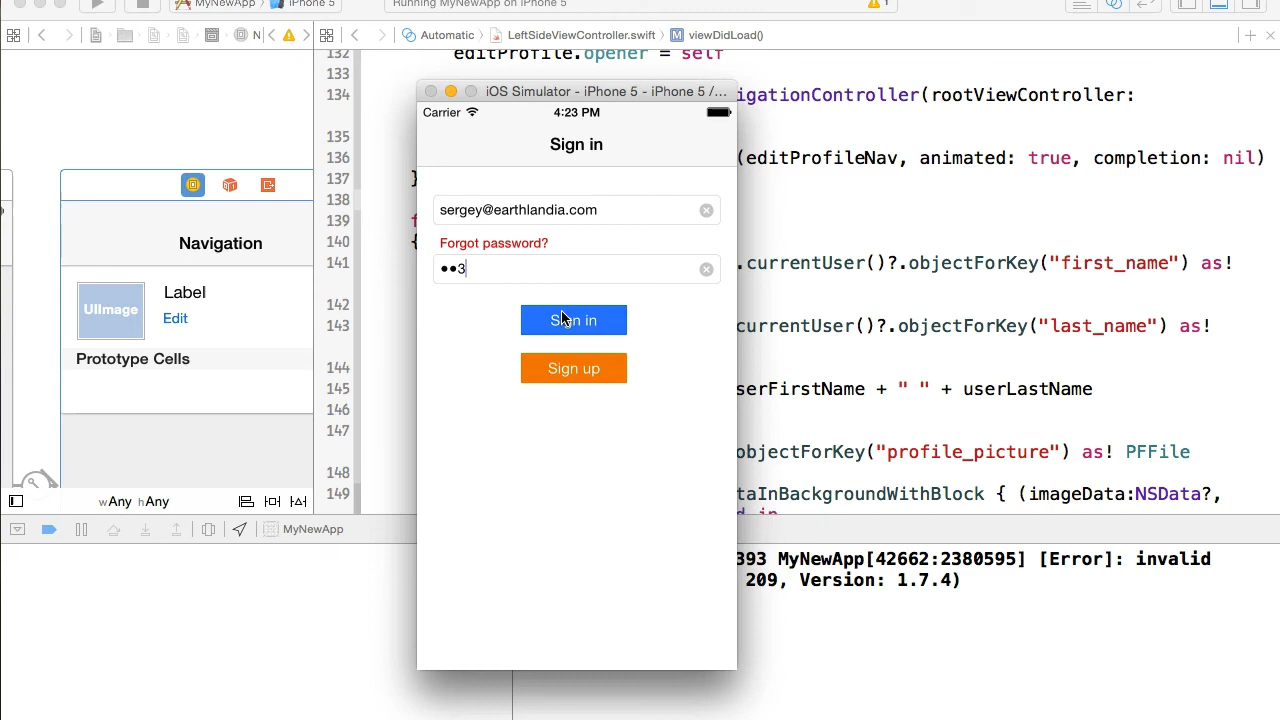 MyNewApp
iPhone 5
Running MyNewApp on iPhone 5
1
N
Automatic
LeftSideViewController.swift
M
viewDidLoad()
132
editProfile.opener = self
133
134
igationController(rootViewController:
135
136
(editProfileNav, animated: true, completion: nil)
137
}
138
139
140
{
141
.currentUser()?.objectForKey("first_name") as!
142
143
currentUser()?.objectForKey("last_name") as!
144
145
serFirstName + " " + userLastName
146
147
objectForKey("profile_picture") as! PFFile
148
149
taInBackgroundWithBlock { (imageData:NSData?,
Navigation
UIImage
Label
Edit
Prototype Cells
wAny hAny
MyNewApp
iOS Simulator - iPhone 5 - iPhone 5 /...
Carrier
4:23 PM
Sign in
sergey@earthlandia.com
Forgot password?
••3
Sign in
Sign up
393 MyNewApp[42662:2380595] [Error]: invalid
209, Version: 1.7.4)